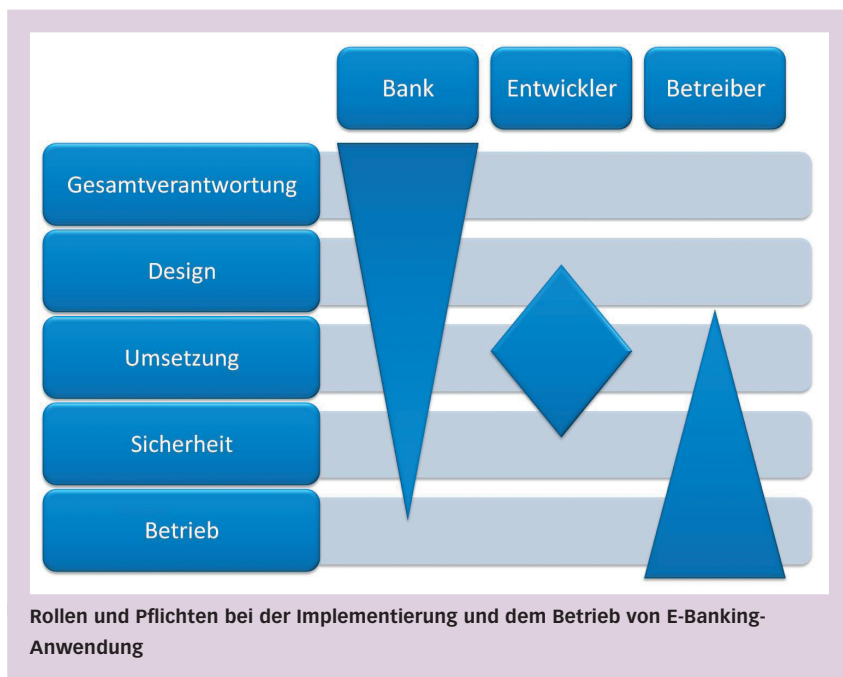 Bank Entwickler Betreiber
Gesamtverantwortung
Design
Umsetzung
Sicherheit
Betrieb
Rollen und Pflichten bei der Implementierung und dem Betrieb von E-Banking-
Anwendung